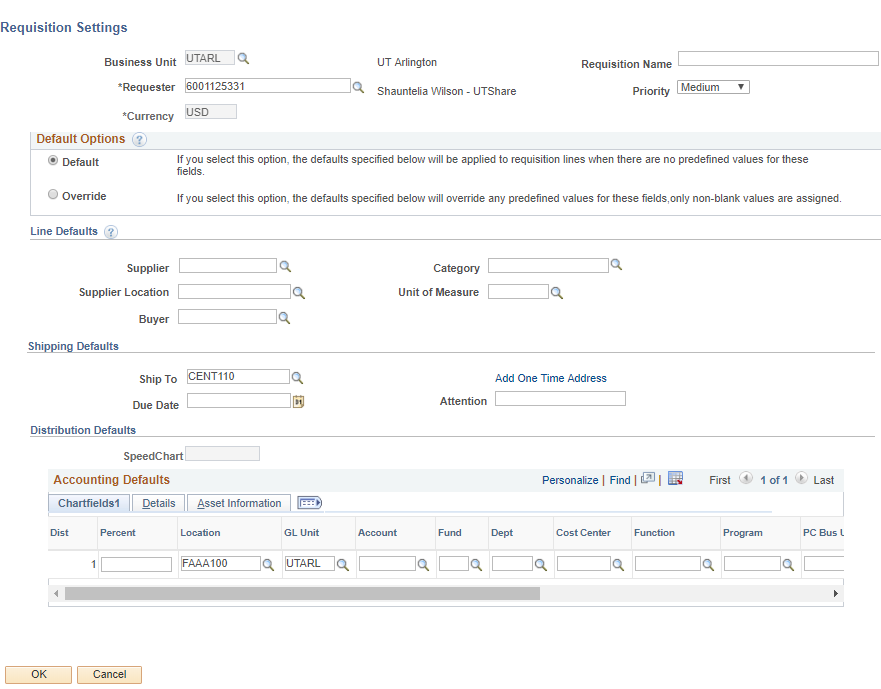 Requisition Settings
Business Unit UTARL UT Arlington Requisition Name
*Requester 6001125331 Shauntelia Wilson - UTShare Priority Medium
*Currency USD
Default Options ?
Default If you select this option, the defaults specified below will be applied to requisition lines when there are no predefined values for these
fields.
Override If you select this option, the defaults specified below will override any predefined values for these fields,only non-blank values are assigned.
Line Defaults ?
Supplier Category
Supplier Location Unit of Measure
Buyer
Shipping Defaults
Ship To CENT110 Add One Time Address
Due Date 31 Attention
Distribution Defaults
SpeedChart
Accounting Defaults Personalize | Find | | First 1 of 1 Last
Chartfields1 Details Asset Information
Dist Percent Location GL Unit Account Fund Dept Cost Center Function Program PC Bus U
1 FAAA100 UTARL
OK Cancel